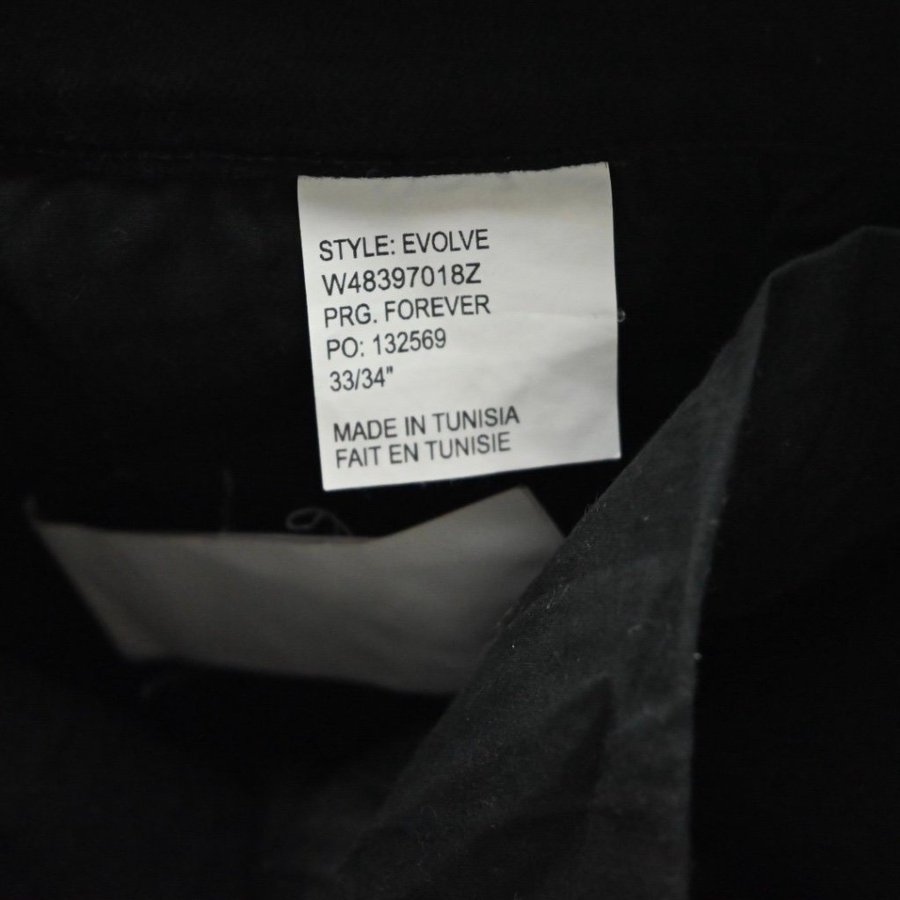 STYLE: EVOLVE
W48397018Z
PRG. FOREVER
PO: 132569
33/34"
MADE IN TUNISIA
FAIT EN TUNISIE